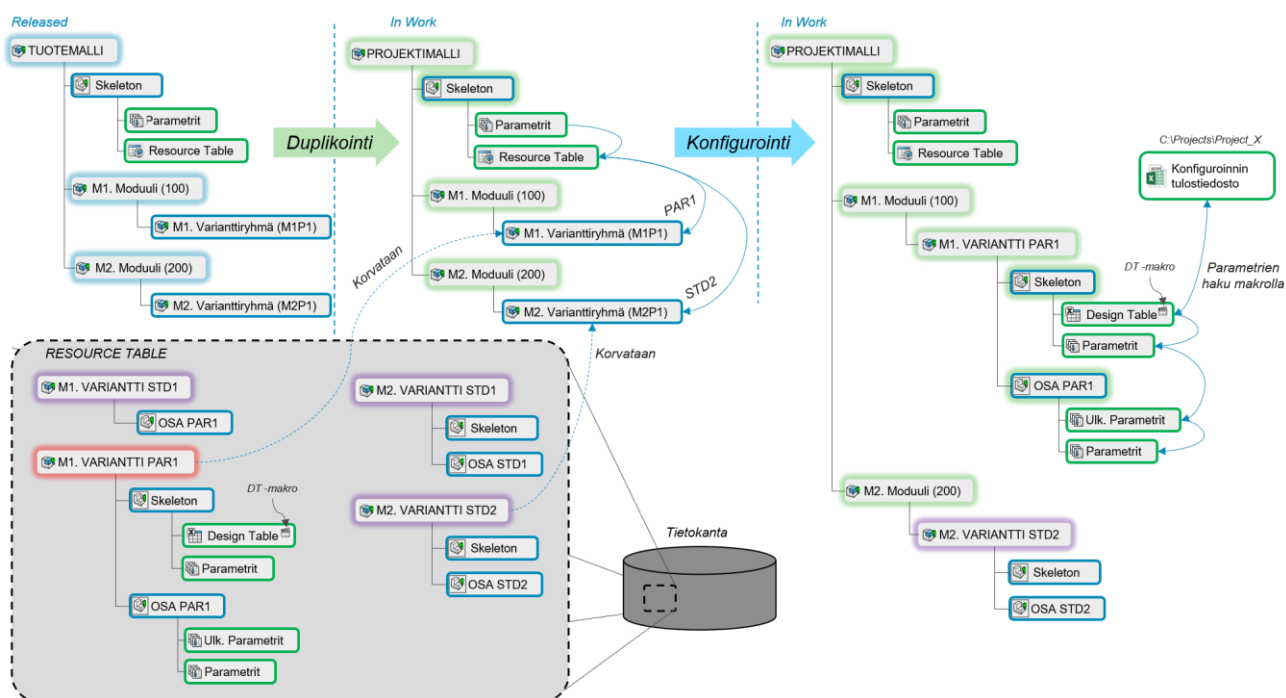 Released
TUOTEMALLI
Skeleton
Parametrit
Resource Table
M1. Moduuli (100)
M1. Varianttiryhmä (M1P1)
M2. Moduuli (200)
M2. Varianttiryhmä (M2P1)
Duplikointi
In Work
PROJEKTIMALLI
Skeleton
Parametrit
Resource Table
M1. Moduuli (100)
PAR1
M1. Varianttiryhmä (M1P1)
Korvataan
M2. Moduuli (200)
STD2
M2. Varianttiryhmä (M2P1)
Korvataan
Konfigurointi
In Work
PROJEKTIMALLI
Skeleton
Parametrit
Resource Table
M1. Moduuli (100)
M1. VARIANTTI PAR1
Skeleton
DT -makro
Design Table
Parametrit
OSA PAR1
Ulk. Parametrit
Parametrit
M2. Moduuli (200)
M2. VARIANTTI STD2
Skeleton
OSA STD2
C:\Projects\Project_X
Konfiguroinnin
tulostiedosto
Parametrien
haku makrolla
RESOURCE TABLE
M1. VARIANTTI STD1
OSA PAR1
M1. VARIANTTI PAR1
Skeleton
DT -makro
Design Table
Parametrit
OSA PAR1
Ulk. Parametrit
Parametrit
M2. VARIANTTI STD1
Skeleton
OSA STD1
M2. VARIANTTI STD2
Skeleton
OSA STD2
Tietokanta